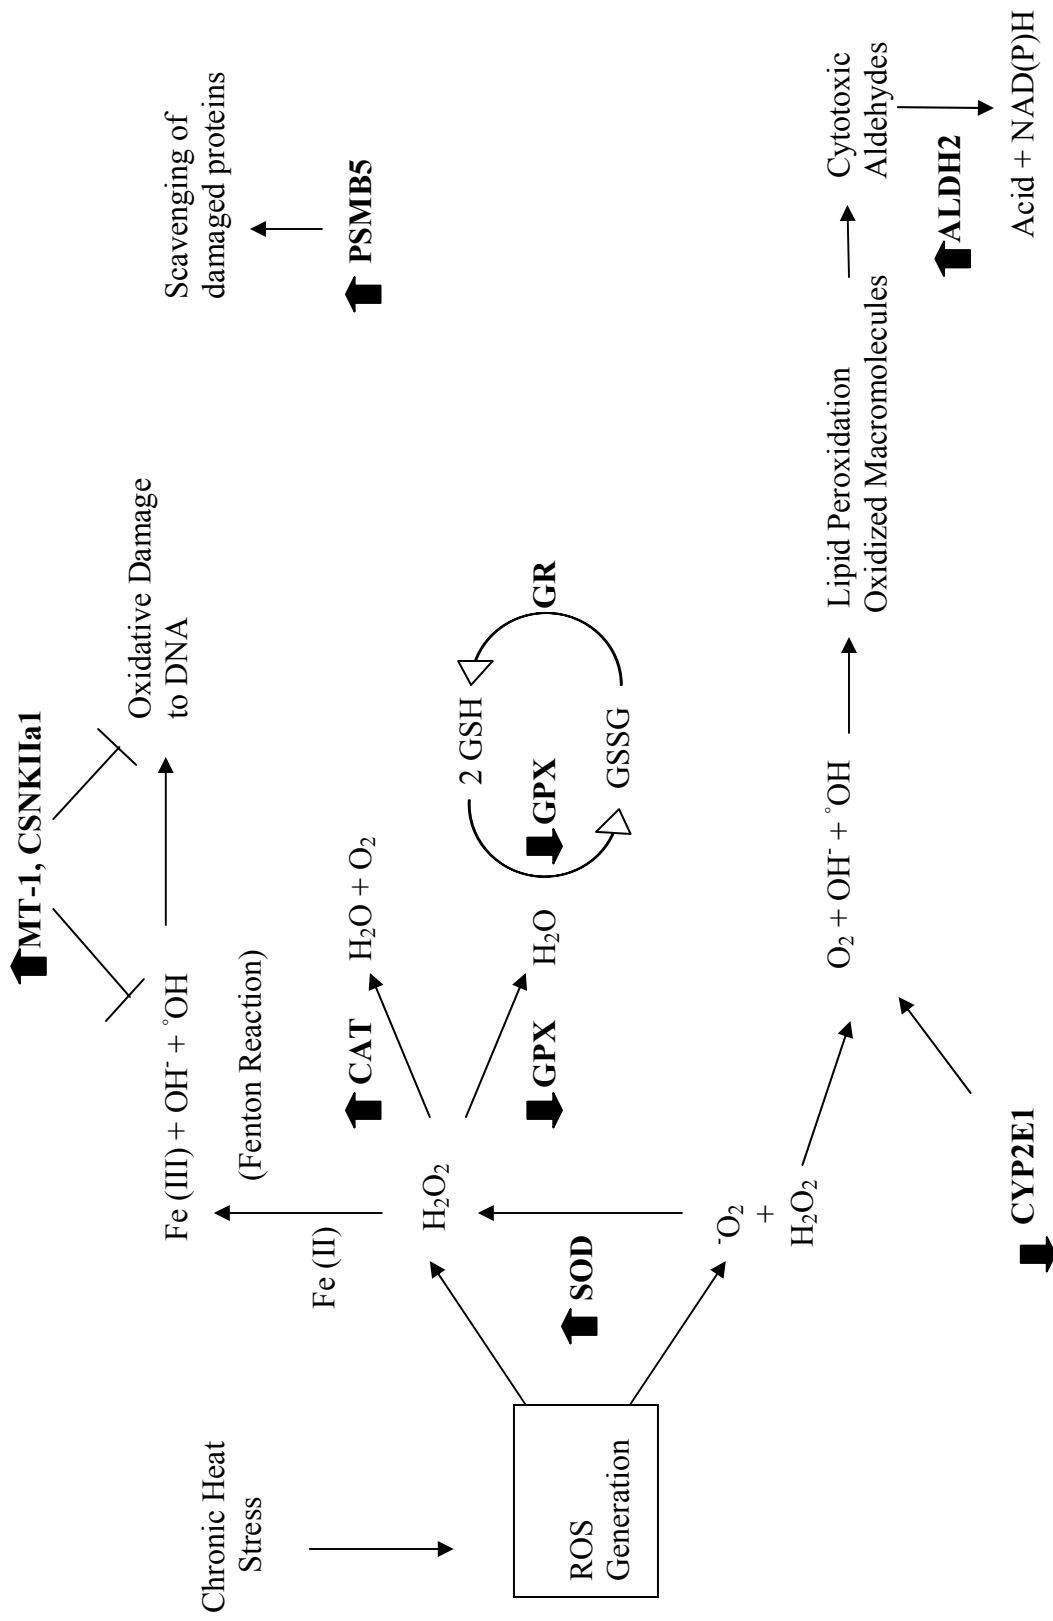 MT-1, CSNKIIa1
Scavenging of
damaged proteins
Oxidative Damage
to DNA
Fe (III) + OH⁻ + °OH
(Fenton Reaction)
PSMB5
Chronic Heat
Stress
Fe (II)
CAT
H₂O + O₂
H₂O₂
2 GSH
GPX
H₂O
GPX
GR
GSSG
ROS
Generation
SOD
⁻O₂
+
H₂O₂
O₂ + OH⁻ + °OH
Lipid Peroxidation
Oxidized Macromolecules
Cytotoxic
Aldehydes
ALDH2
CYP2E1
Acid + NAD(P)H